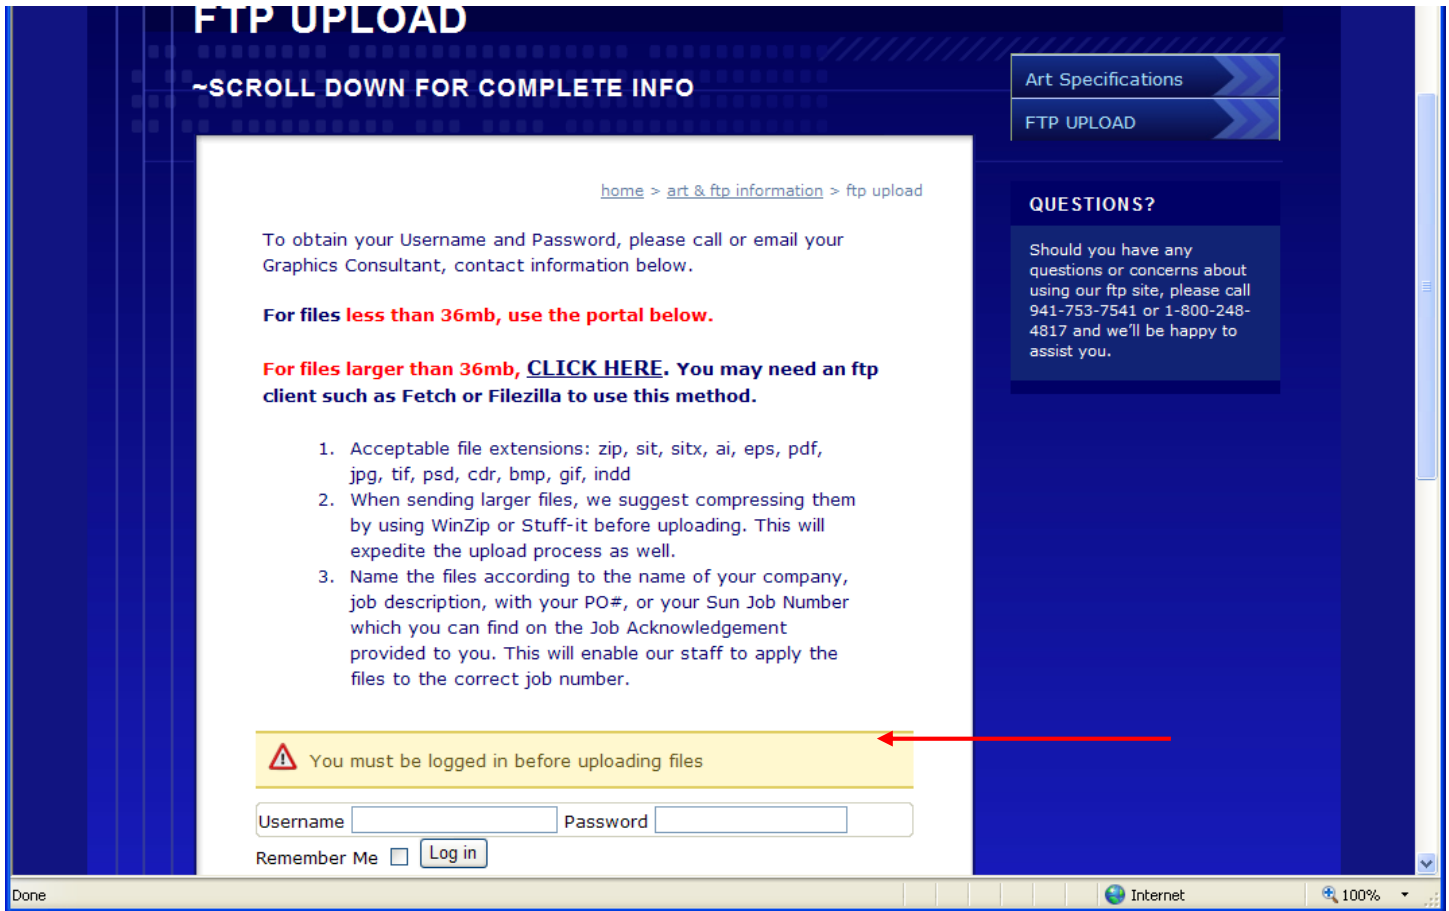 FTP UPLOAD
~SCROLL DOWN FOR COMPLETE INFO
Art Specifications
FTP UPLOAD
home > art & ftp information > ftp upload
To obtain your Username and Password, please call or email your
Graphics Consultant, contact information below.
For files less than 36mb, use the portal below.
For files larger than 36mb, CLICK HERE. You may need an ftp
client such as Fetch or Filezilla to use this method.
1. Acceptable file extensions: zip, sit, sitx, ai, eps, pdf,
jpg, tif, psd, cdr, bmp, gif, indd
2. When sending larger files, we suggest compressing them
by using WinZip or Stuff-it before uploading. This will
expedite the upload process as well.
3. Name the files according to the name of your company,
job description, with your PO#, or your Sun Job Number
which you can find on the Job Acknowledgement
provided to you. This will enable our staff to apply the
files to the correct job number.
You must be logged in before uploading files
Username Password
Remember Me Log in
QUESTIONS?
Should you have any
questions or concerns about
using our ftp site, please call
941-753-7541 or 1-800-248-
4817 and we’ll be happy to
assist you.
Done Internet 100%